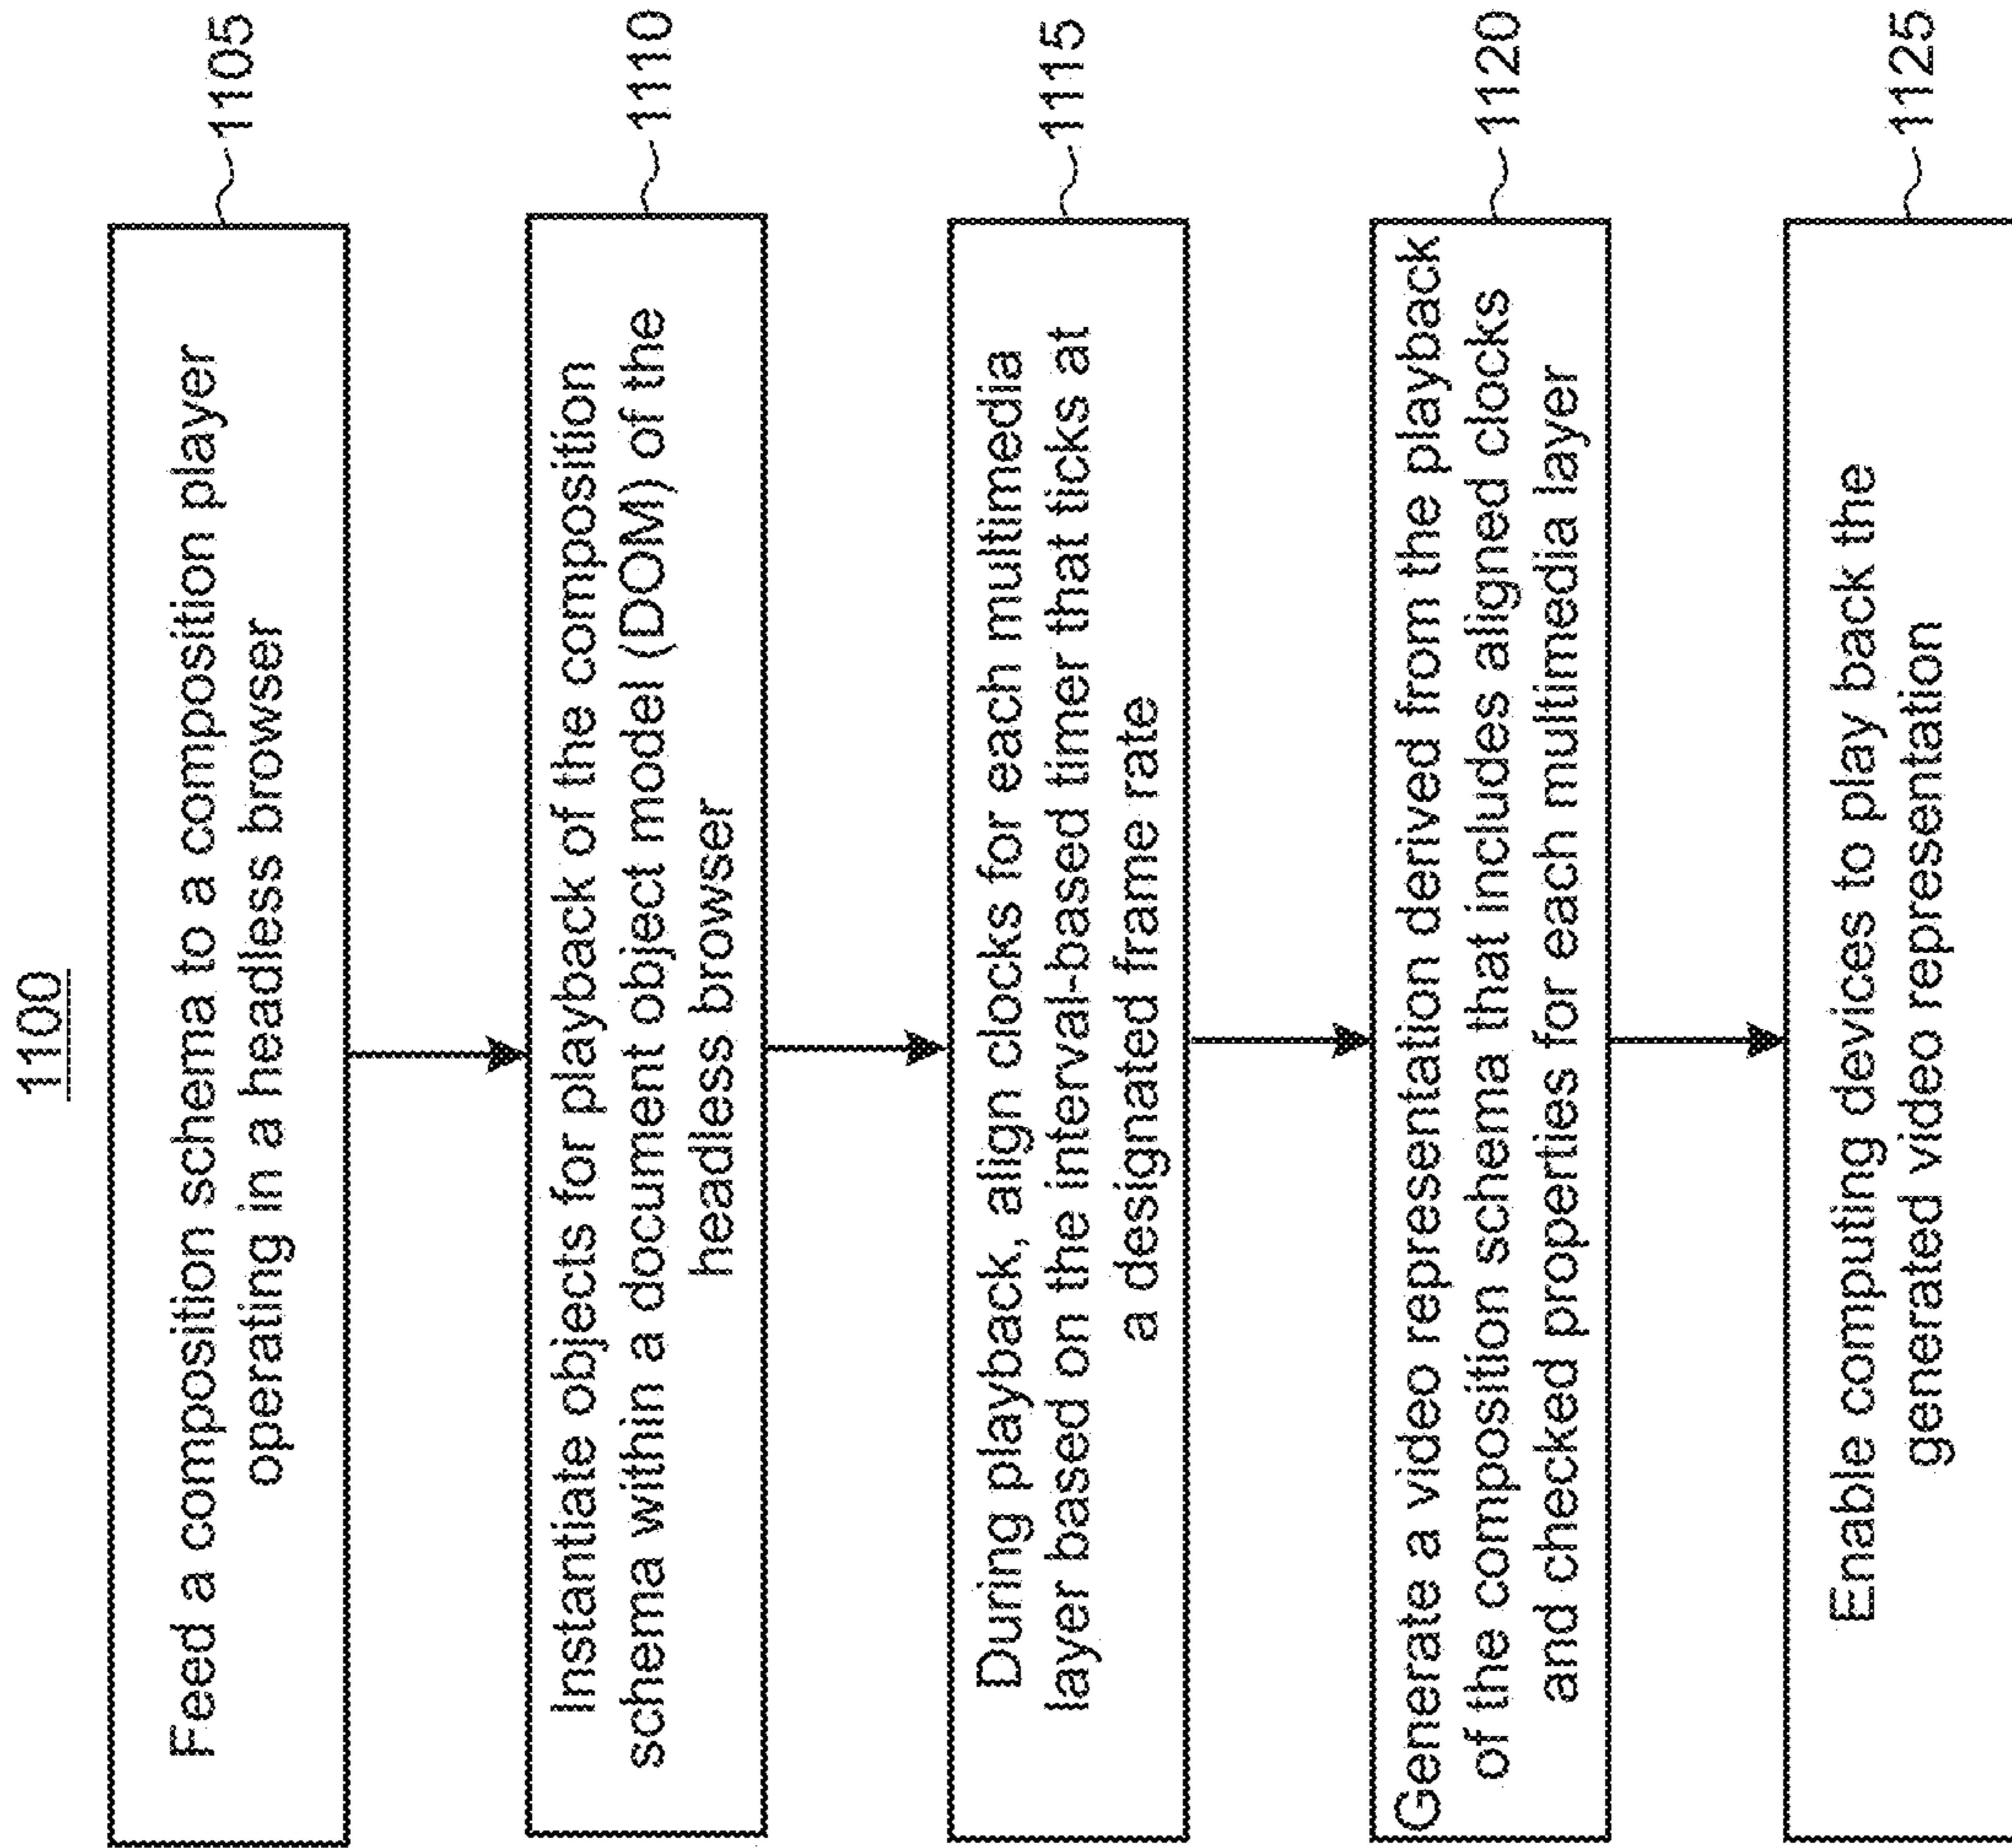 1100
Feed a composition schema to a composition player
operating in a headless browser
1105
Instantiate objects for playback of the composition
schema within a document object model (DOM) of the
headless browser
1110
During playback, align clocks for each multimedia
layer based on the interval-based timer that ticks at
a designated frame rate
1115
Generate a video representation derived from the playback
of the composition schema that includes aligned clocks
and checked properties for each multimedia layer
1120
Enable computing devices to play back the
generated video representation
1125